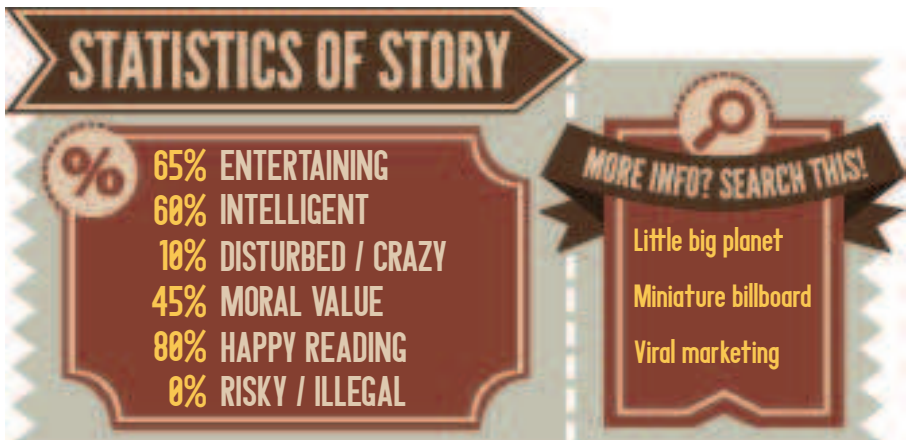 STATISTICS OF STORY
%
65% ENTERTAINING
60% INTELLIGENT
10% DISTURBED / CRAZY
45% MORAL VALUE
80% HAPPY READING
0% RISKY / ILLEGAL
MORE INFO? SEARCH THIS!
Little big planet
Miniature billboard
Viral marketing